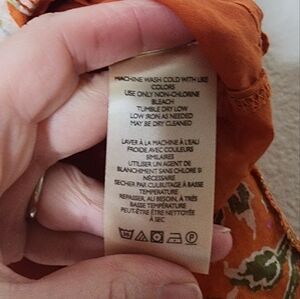 MACHINE WASH COLD WITH LIKE
COLORS
USE ONLY NON-CHLORINE
BLEACH
TUMBLE DRY LOW
LOW IRON AS NEEDED
MAY BE DRY CLEANED
LAVER À LA MACHINE À L'EAU
FROIDE AVEC COULEURS
SIMILAIRES
UTILISER UN AGENT DE
BLANCHIMENT SANS CHLORE SI
NÉCESSAIRE
SÉCHER PAR CULBUTAGE À BASSE
TEMPÉRATURE
REPASSER, AU BESOIN, À TRÈS
BASSE TEMPÉRATURE
PEUT-ÊTRE ÊTRE NETTOYÉE
À SEC